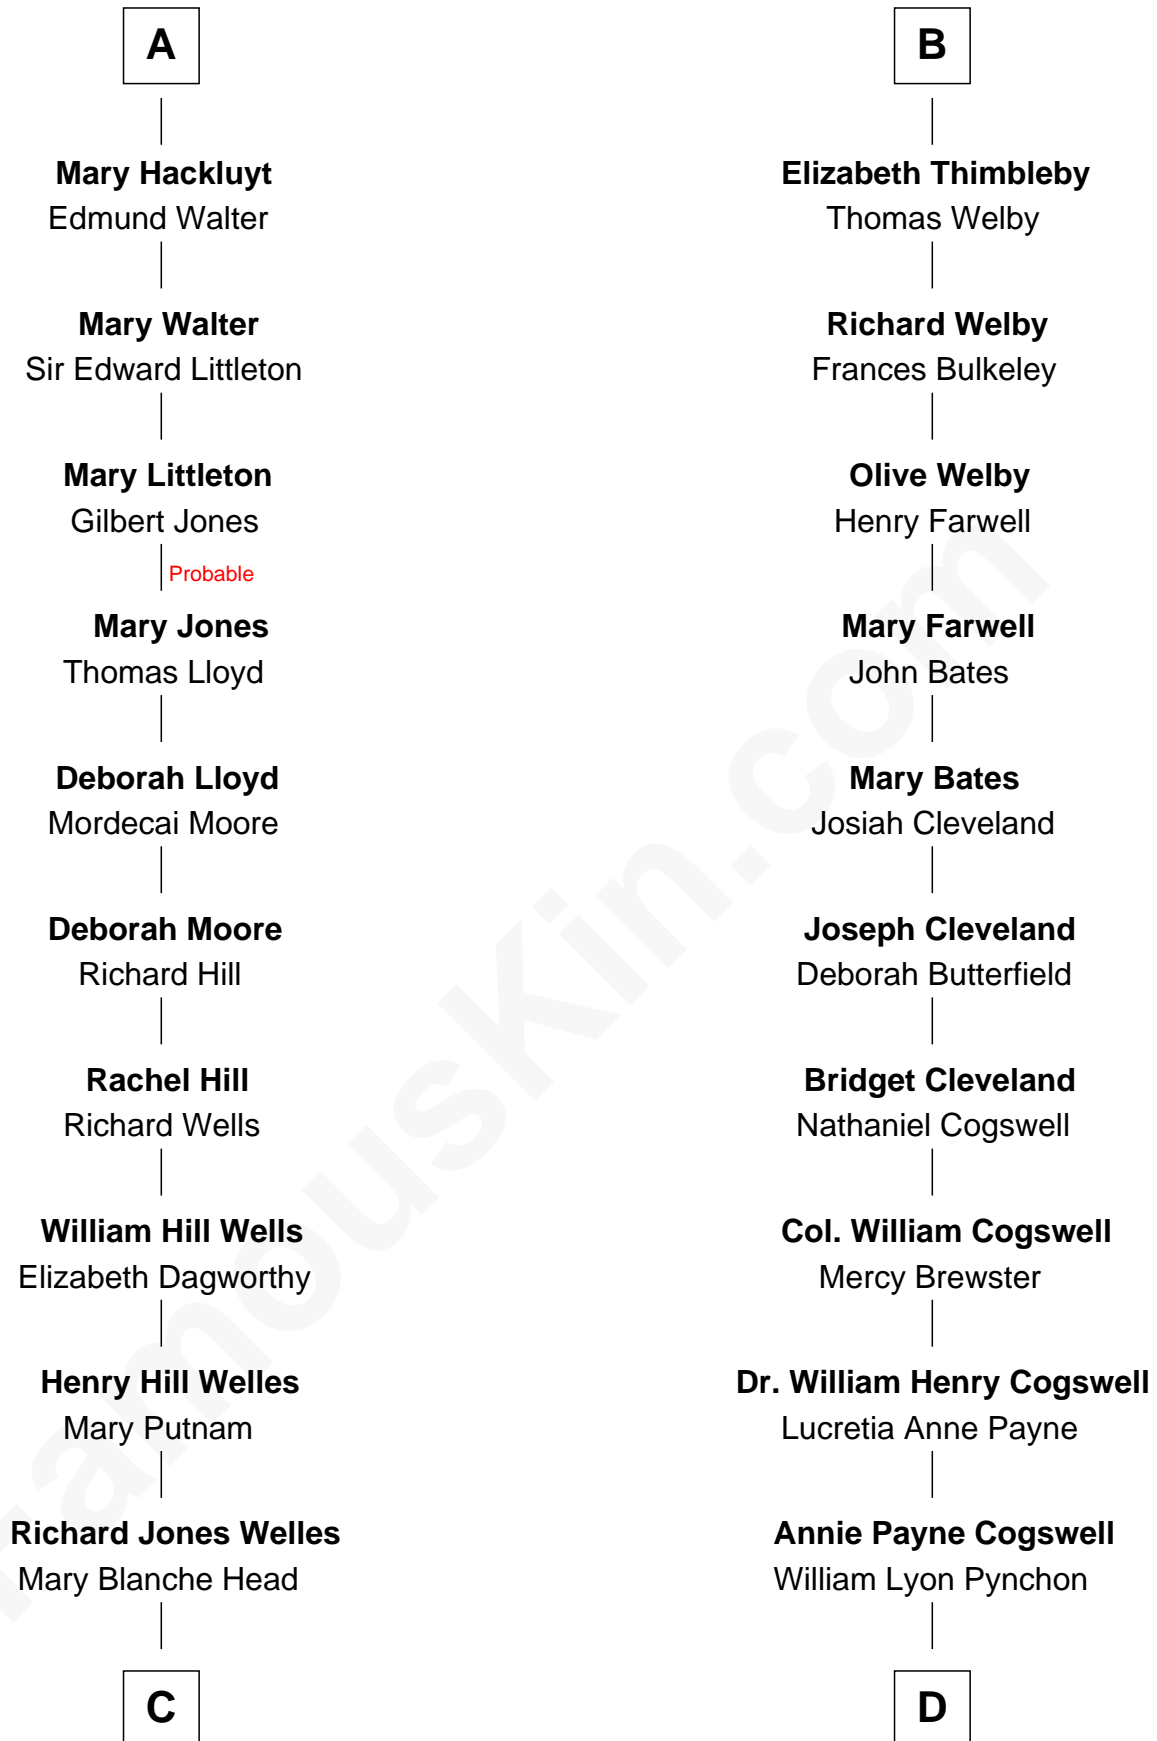 A
Mary Hackluyt
Edmund Walter
Mary Walter
Sir Edward Littleton
Mary Littleton
Gilbert Jones
Probable
Mary Jones
Thomas Lloyd
Deborah Lloyd
Mordecai Moore
Deborah Moore
Richard Hill
Rachel Hill
Richard Wells
William Hill Wells
Elizabeth Dagworthy
Henry Hill Welles
Mary Putnam
Richard Jones Welles
Mary Blanche Head
C
B
Elizabeth Thimbleby
Thomas Welby
Richard Welby
Frances Bulkeley
Olive Welby
Henry Farwell
Mary Farwell
John Bates
Mary Bates
Josiah Cleveland
Joseph Cleveland
Deborah Butterfield
Bridget Cleveland
Nathaniel Cogswell
Col. William Cogswell
Mercy Brewster
Dr. William Henry Cogswell
Lucretia Anne Payne
Annie Payne Cogswell
William Lyon Pynchon
D
FamousKin.com